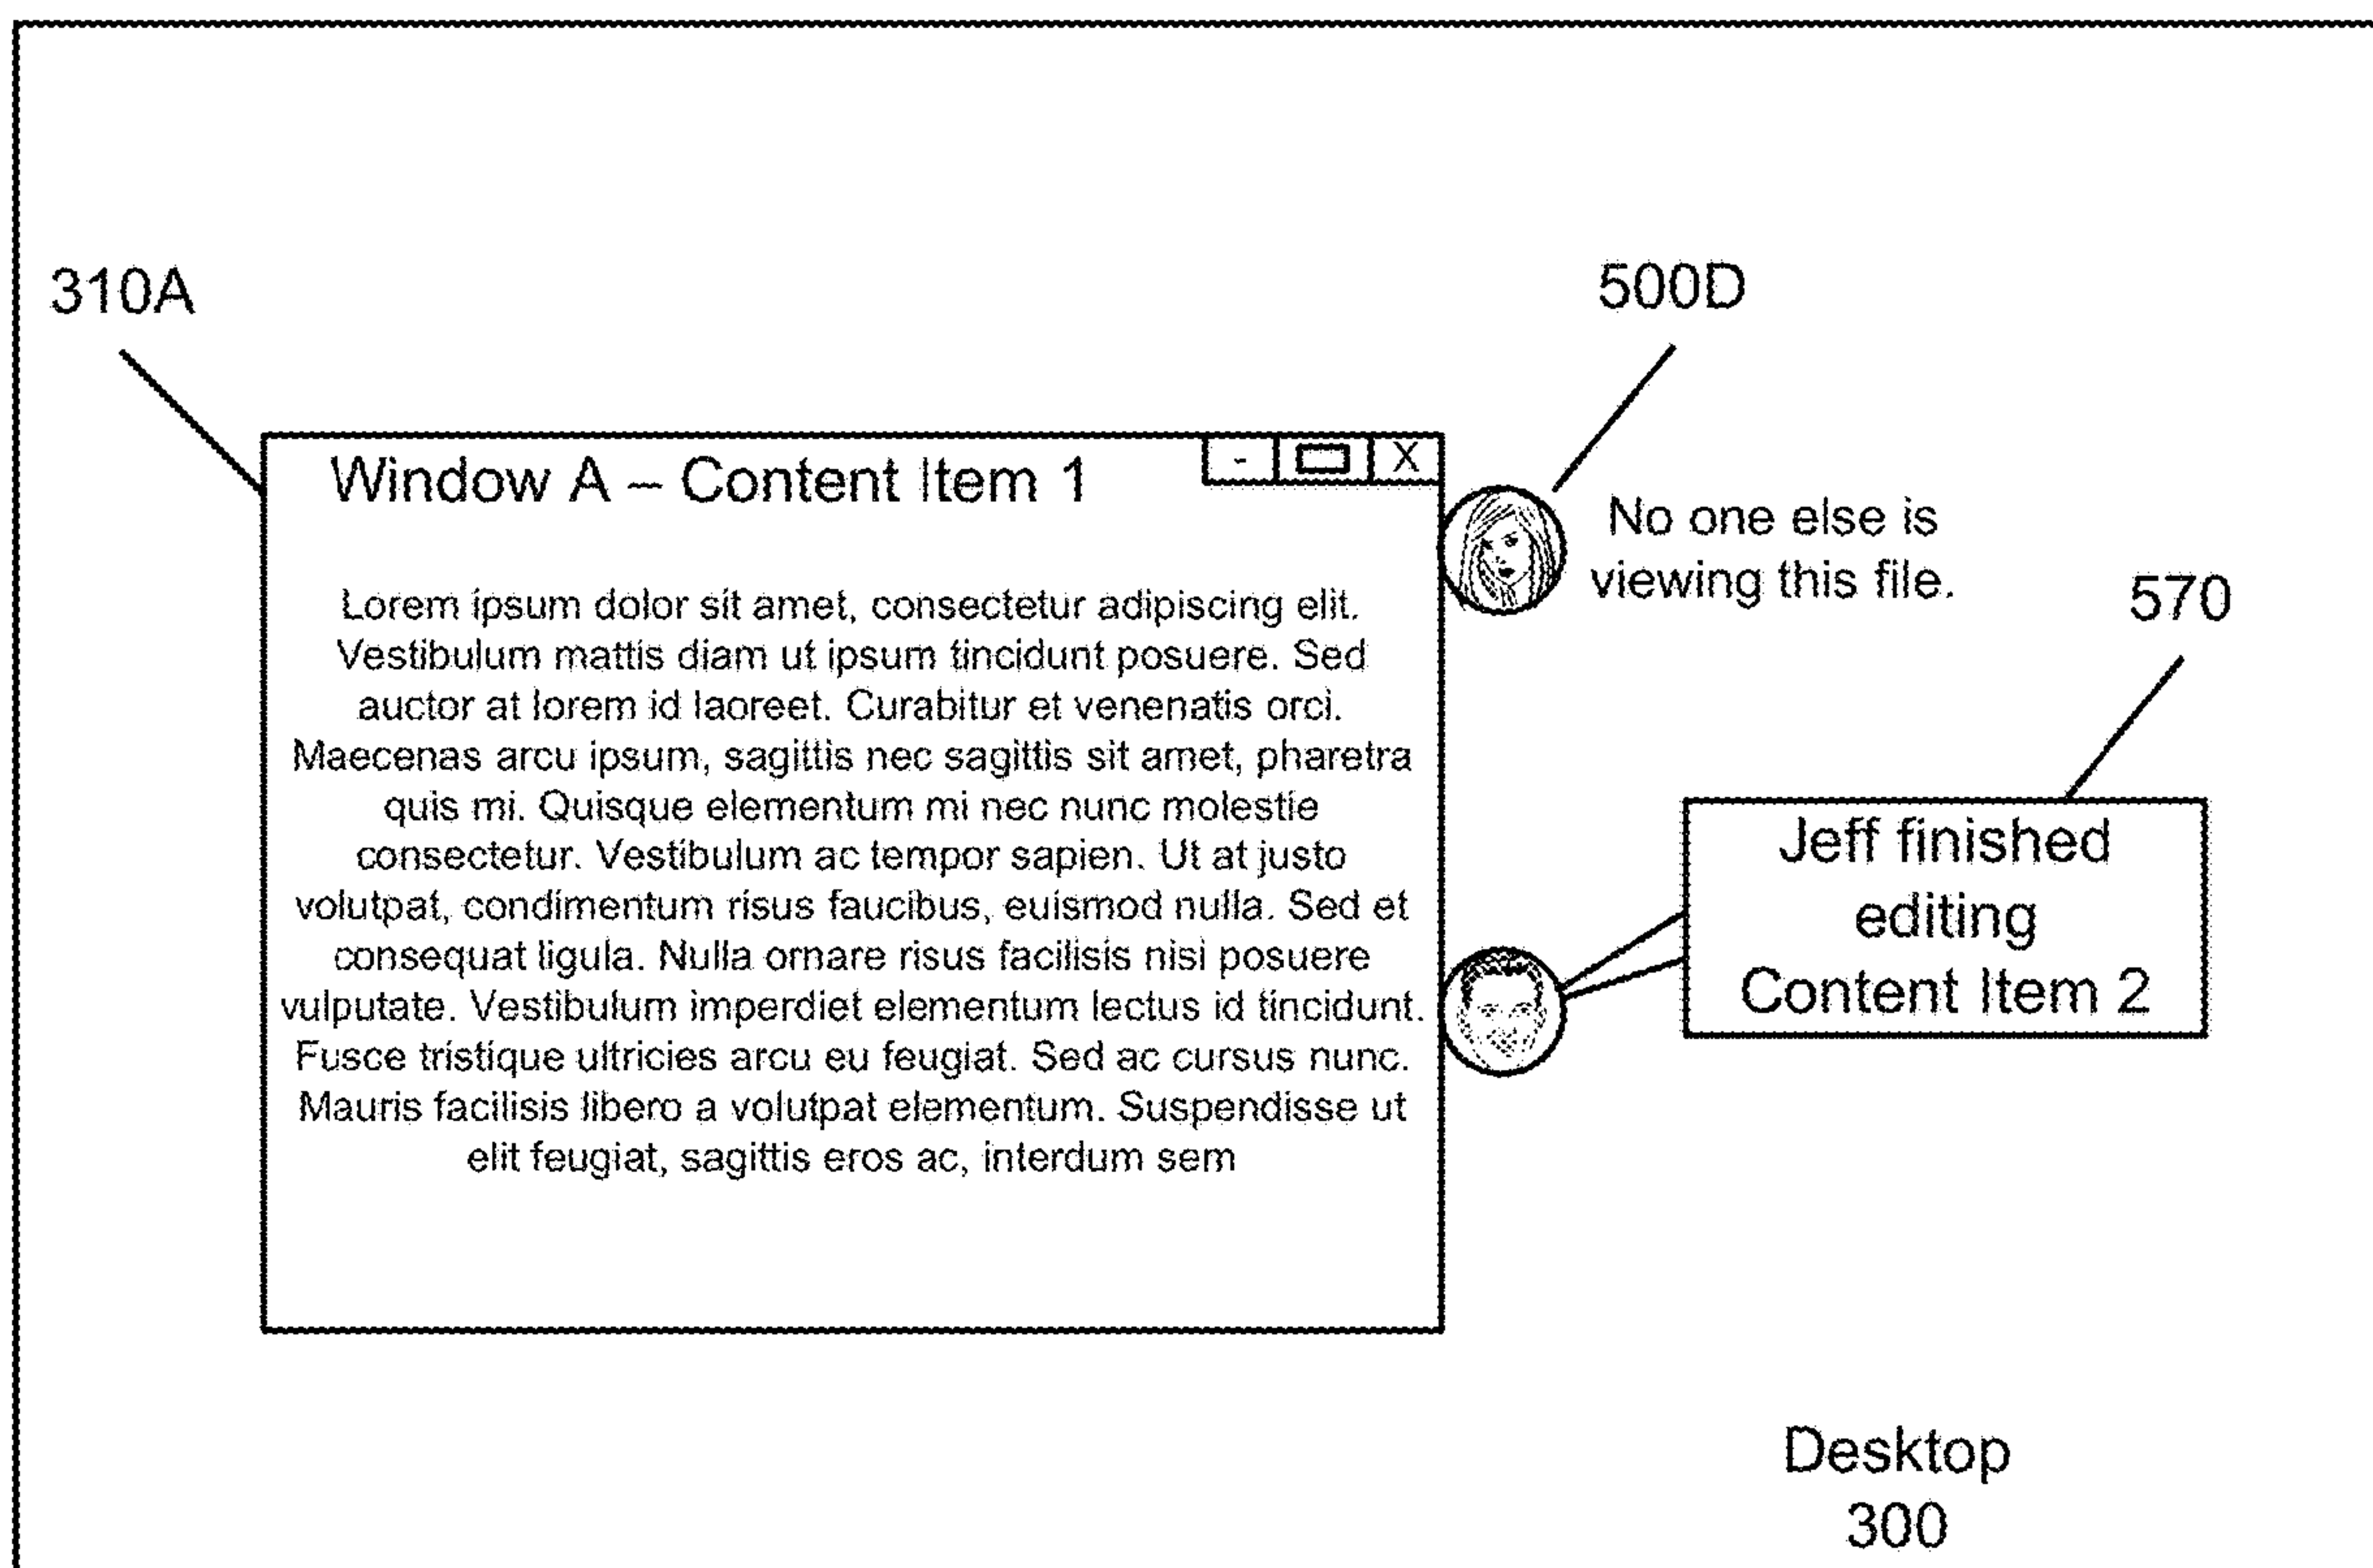 310A
500D
Window A – Content Item 1
- X
No one else is
viewing this file.
570
Lorem ipsum dolor sit amet, consectetur adipiscing elit.
Vestibulum mattis diam ut ipsum tincidunt posuere. Sed
auctor at lorem id laoreet. Curabitur et venenatis orci.
Maecenas arcu ipsum, sagittis nec sagittis sit amet, pharetra
quis mi. Quisque elementum mi nec nunc molestie
consectetur. Vestibulum ac tempor sapien. Ut at justo
volutpat, condimentum risus faucibus, euismod nulla. Sed et
consequat ligula. Nulla ornare risus facilisis nisi posuere
vulputate. Vestibulum imperdiet elementum lectus id tincidunt.
Fusce tristique ultricies arcu eu feugiat. Sed ac cursus nunc.
Mauris facilisis libero a volutpat elementum. Suspendisse ut
elit feugiat, sagittis eros ac, interdum sem
Jeff finished
editing
Content Item 2
Desktop
300